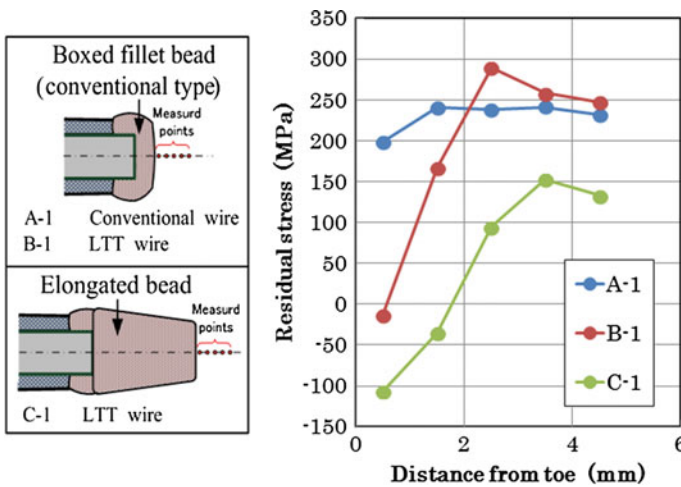 Boxed fillet bead
(conventional type)
Measurd
points
A-1 Conventional wire
B-1 LTT wire
Elongated bead
Measurd
points
C-1 LTT wire
Residual stress (MPa)
350
300
250
200
150
100
50
0
-50
-100
-150
A-1
B-1
C-1
0 2 4 6
Distance from toe (mm)